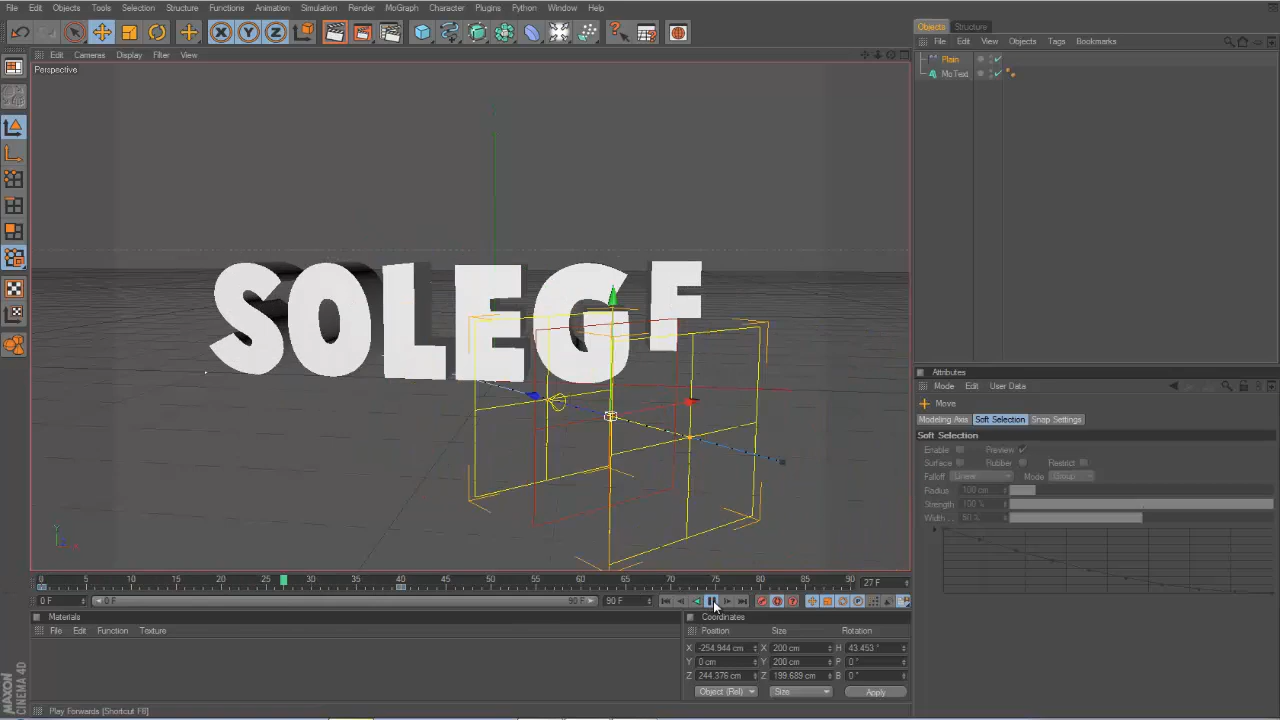 File Edit Objects Tools Selection Structure Functions Animation Simulation Render MoGraph Character Plugins Python Window Help
Edit Cameras Display Filter View
Perspective
SOLEGF
Objects Structure
File Edit View Objects Tags Bookmarks
Plain
MoText
Attributes
Mode Edit User Data
Move
Modeling Axis Soft Selection Snap Settings
Soft Selection
Enable Preview
Surface Rubber Restrict
Falloff Linear Mode Group
Radius 100 cm
Strength 100 %
Width .. 50 %
0 5 10 15 20 25 30 35 40 45 50 55 60 65 70 75 80 85 90 27 F
0 F 0 F 90 F 90 F
Materials
File Edit Function Texture
Coordinates
Position Size Rotation
X -254.944 cm X 200 cm H 43.453 °
Y 0 cm Y 200 cm P 0 °
Z 244.376 cm Z 199.689 cm B 0 °
Object (Rel) Size Apply
MAXON
CINEMA 4D
Play Forwards [Shortcut F8]